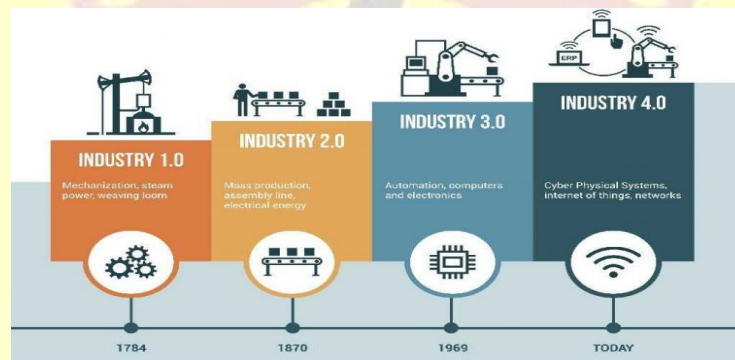 ERP
INDUSTRY 1.0
Mechanization, steam
power, weaving loom
INDUSTRY 2.0
Mass production,
assembly line,
electrical energy
INDUSTRY 3.0
Automation, computers
and electronics
INDUSTRY 4.0
Cyber Physical Systems,
internet of things, networks
1784
1870
1969
TODAY